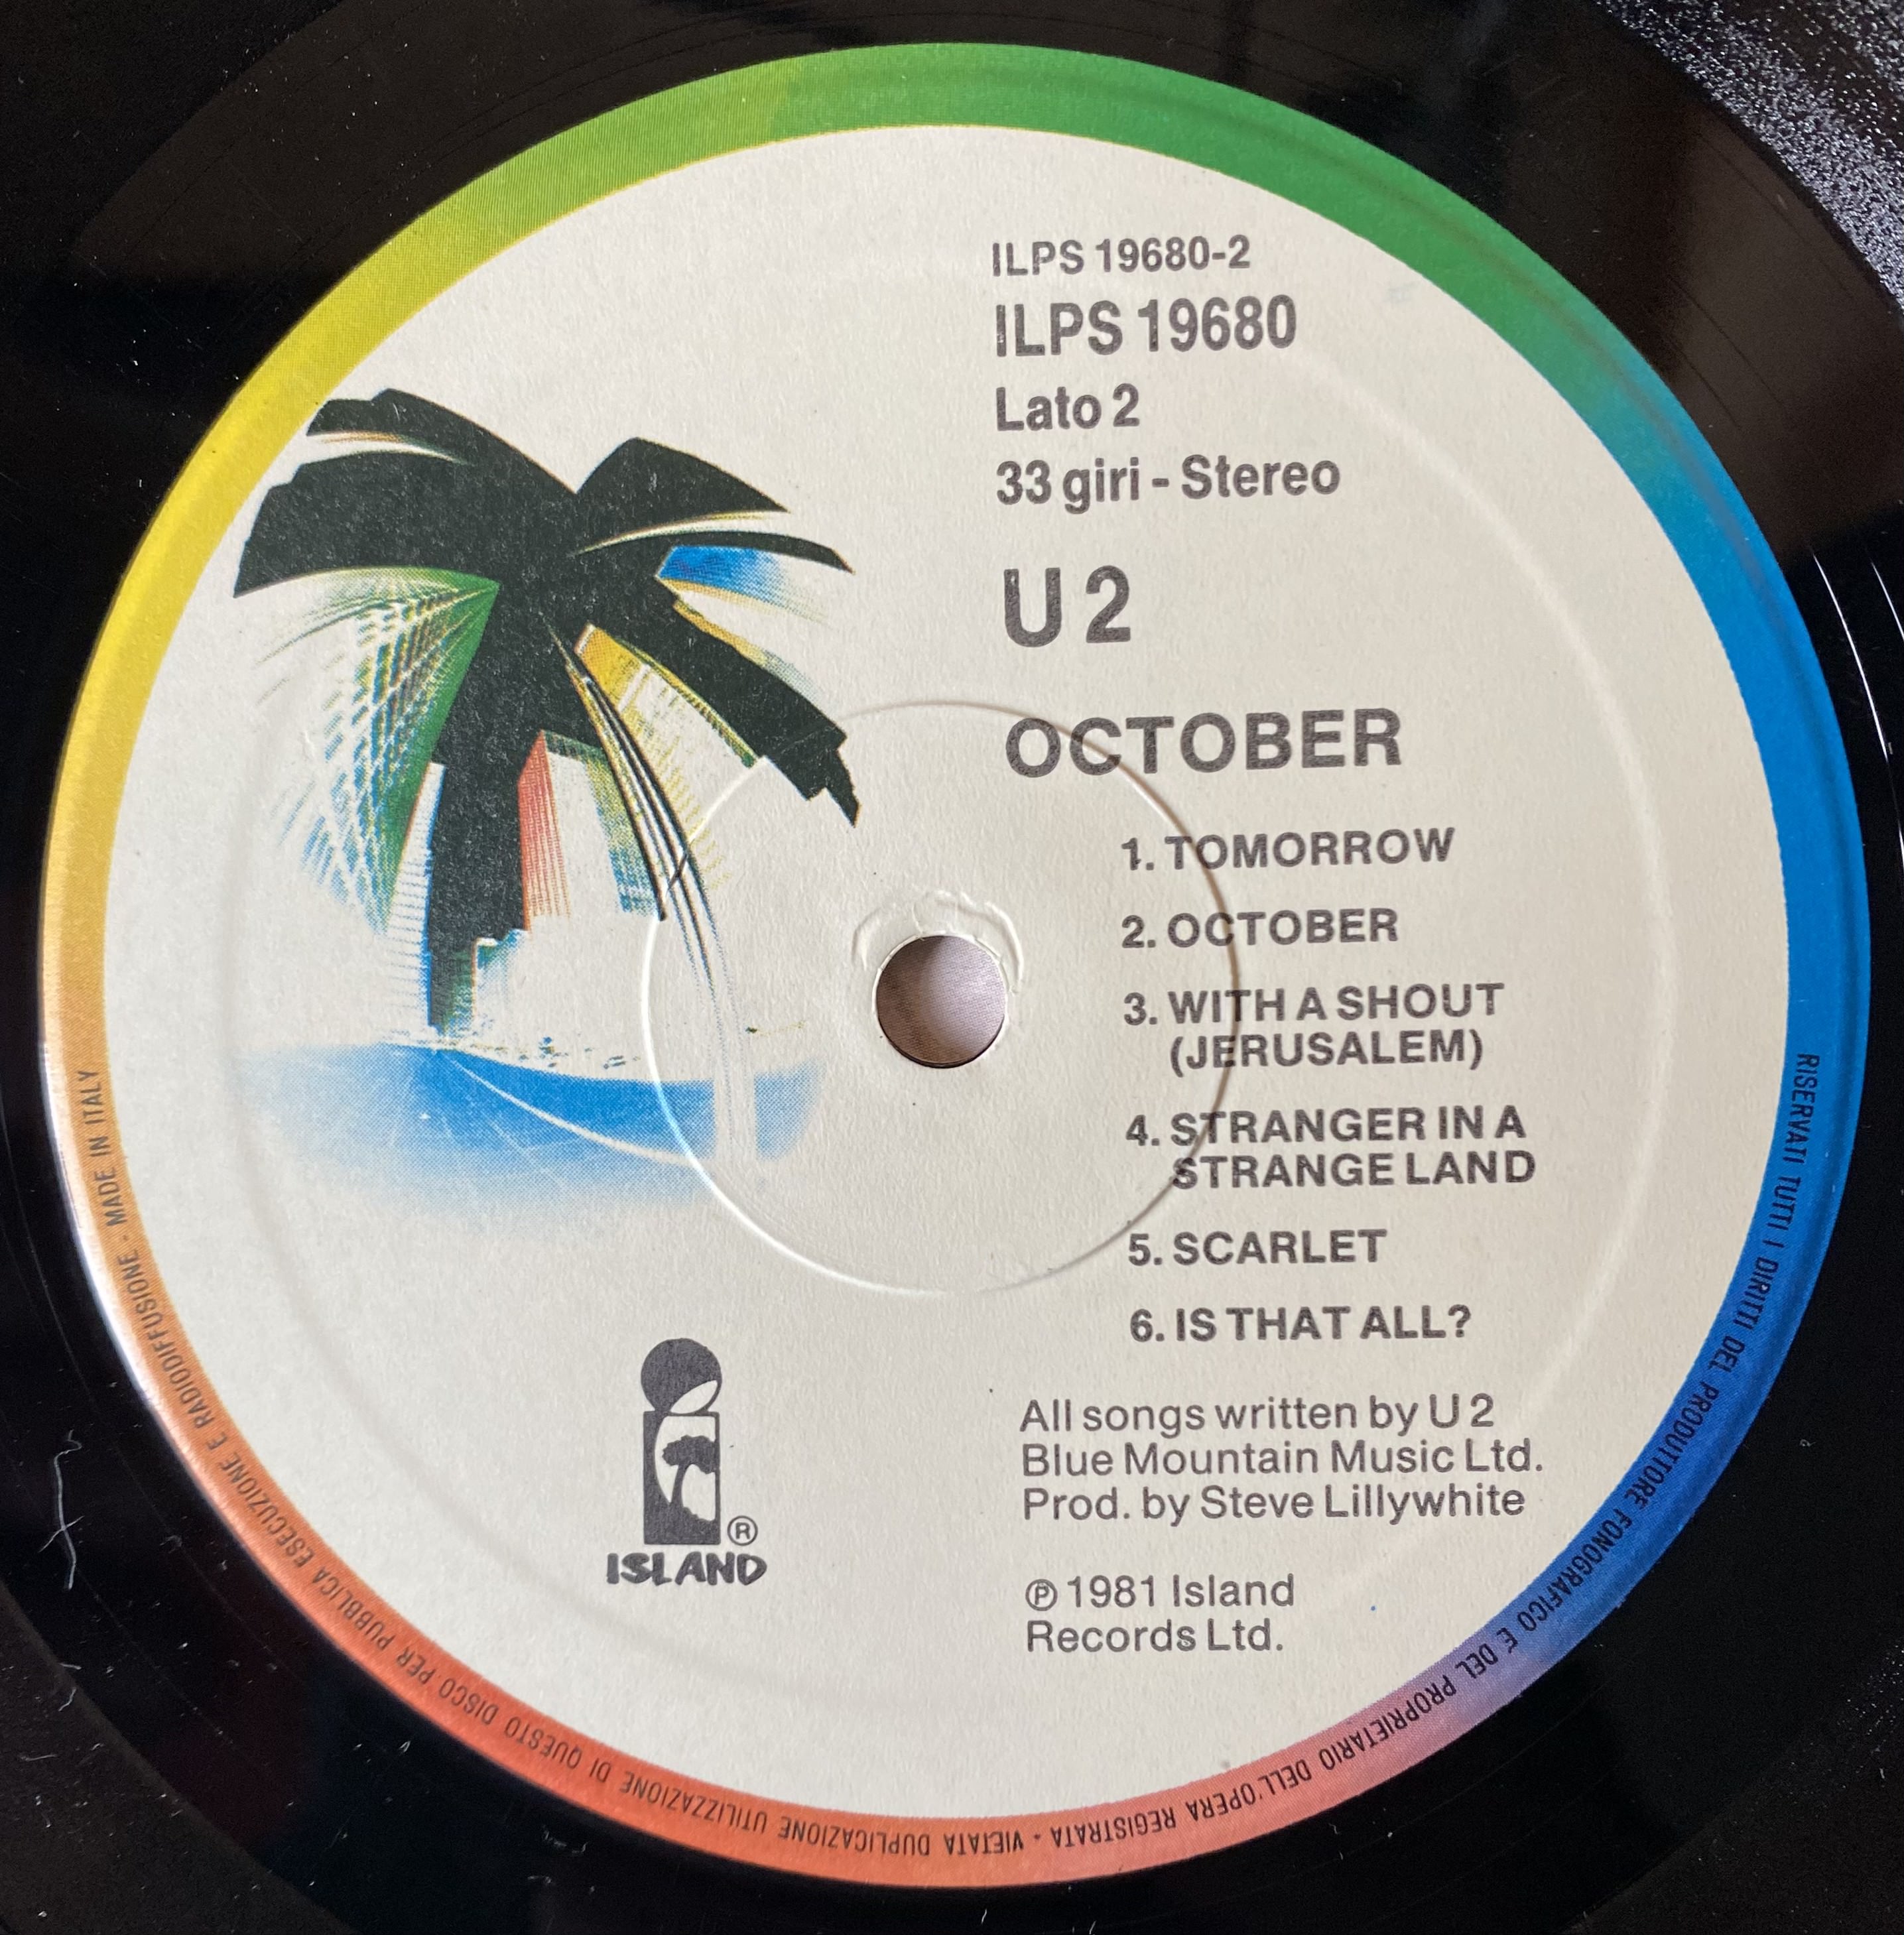 ILPS 19680-2
ILPS 19680
Lato 2
33 giri - Stereo
U 2
OCTOBER
1. TOMORROW
2. OCTOBER
3. WITH A SHOUT
(JERUSALEM)
4. STRANGER IN A
STRANGE LAND
5. SCARLET
6. IS THAT ALL?
All songs written by U 2
Blue Mountain Music Ltd.
Prod. by Steve Lillywhite
℗ 1981 Island
Records Ltd.
®
ISLAND
RISERVATI TUTTI I DIRITTI DEL PRODUTTORE FONOGRAFICO E DEL PROPRIETARIO DELL'OPERA REGISTRATA - VIETATA DUPLICAZIONE UTILIZZAZIONE DI QUESTO DISCO PER PUBBLICA ESECUZIONE E RADIODIFFUSIONE - MADE IN ITALY